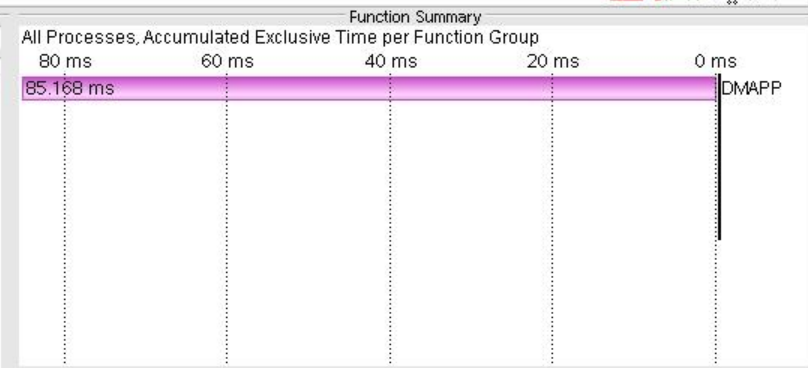 Function Summary
All Processes, Accumulated Exclusive Time per Function Group
80 ms 60 ms 40 ms 20 ms 0 ms
85.168 ms DMAPP